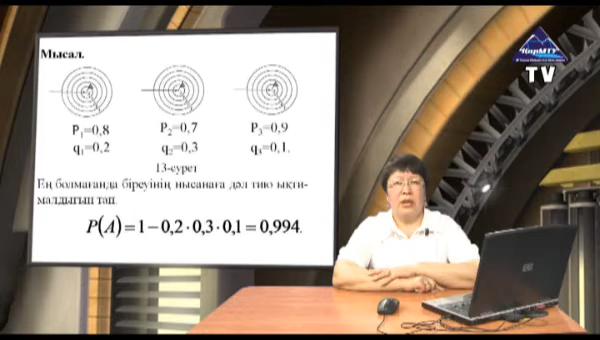 Мысал.
P₁=0,8 P₂=0,7 P₃=0,9
q₁=0,2 q₂=0,3 q₃=0,1.
13-сурет
Ең болмағанда біреуінің нысанаға дәл тию ықти-
малдығын тап.
P(A) = 1 – 0,2 · 0,3 · 0,1 = 0,994.
КарМТУ
TV
hp